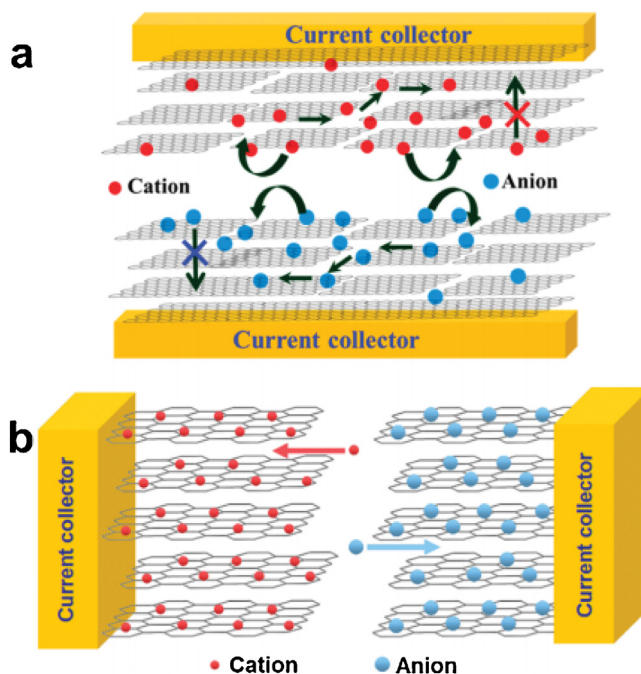 a
Current collector
Cation
Anion
Current collector
b
Current collector
Current collector
Cation
Anion